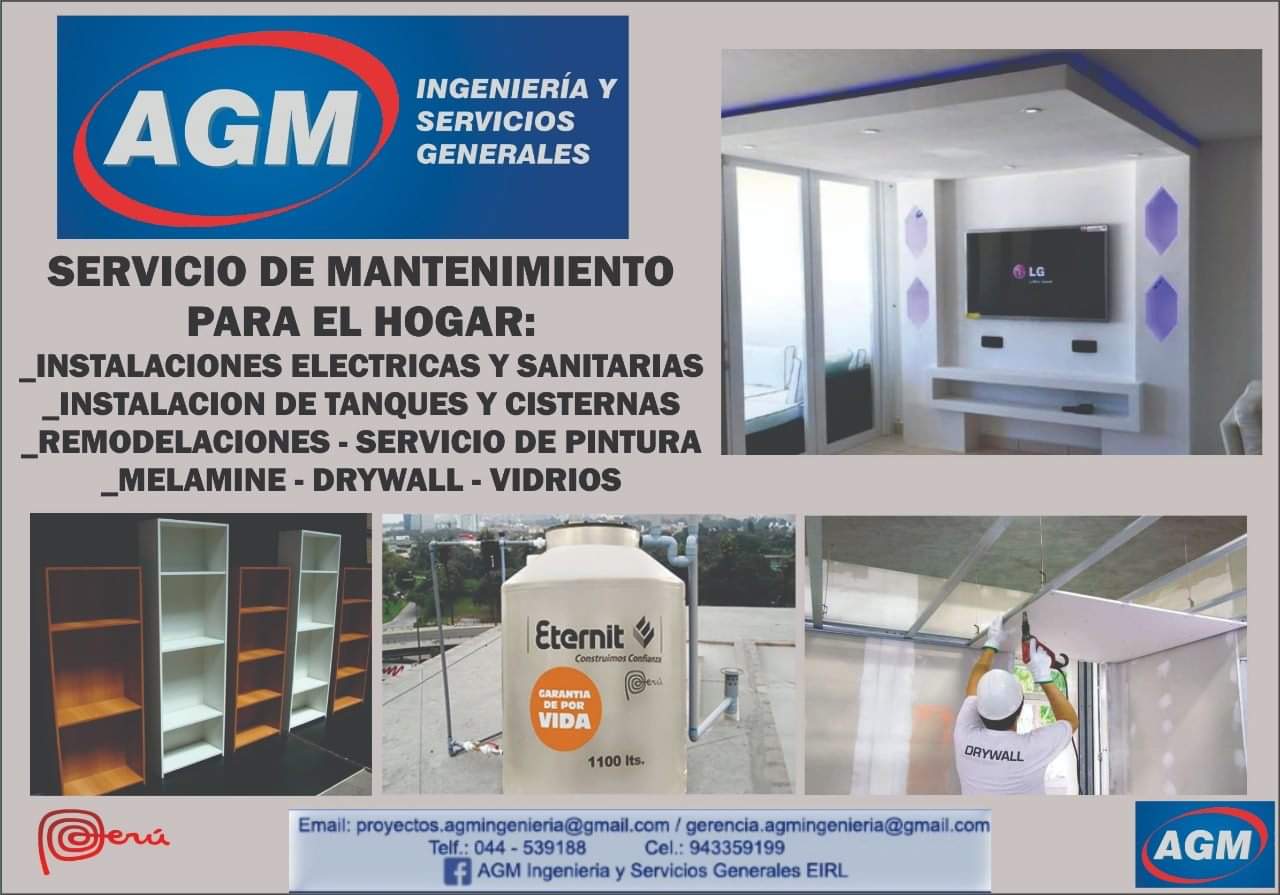 AGM
INGENIERÍA Y
SERVICIOS
GENERALES
SERVICIO DE MANTENIMIENTO
PARA EL HOGAR:
_INSTALACIONES ELECTRICAS Y SANITARIAS
_INSTALACION DE TANQUES Y CISTERNAS
_REMODELACIONES - SERVICIO DE PINTURA
_MELAMINE - DRYWALL - VIDRIOS
LG
Eternit
Construimos Confianza
Perú
GARANTIA
DE POR
VIDA
1100 lts.
DRYWALL
Perú
Email: proyectos.agmingenieria@gmail.com / gerencia.agmingenieria@gmail.com
Telf.: 044 - 539188 Cel.: 943359199
AGM Ingenieria y Servicios Generales EIRL
AGM